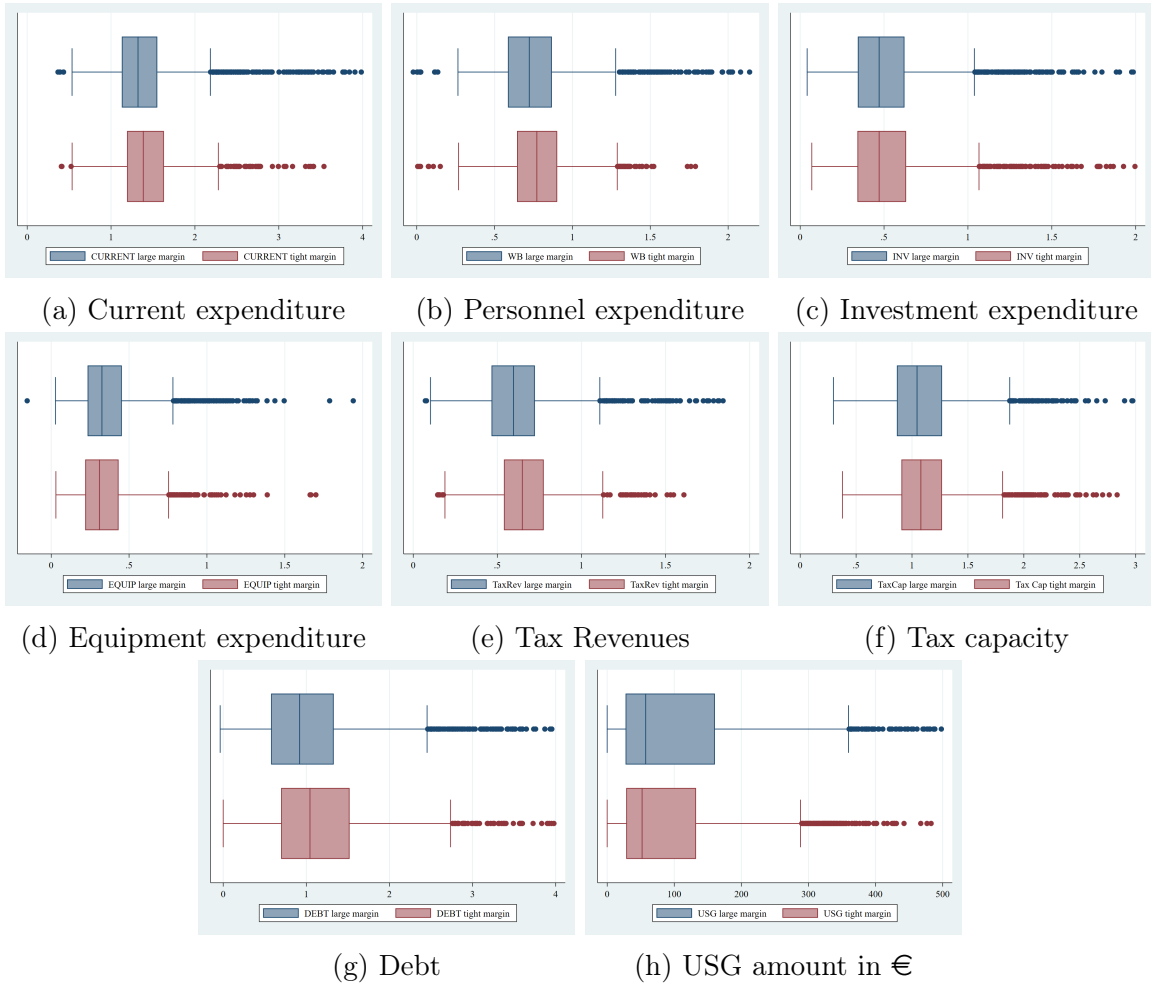 0 1 2 3 4
CURRENT large margin CURRENT tight margin
(a) Current expenditure
0 .5 1 1.5 2
WB large margin WB tight margin
(b) Personnel expenditure
0 .5 1 1.5 2
INV large margin INV tight margin
(c) Investment expenditure
0 .5 1 1.5 2
EQUIP large margin EQUIP tight margin
(d) Equipment expenditure
0 .5 1 1.5 2
TaxRev large margin TaxRev tight margin
(e) Tax Revenues
0 .5 1 1.5 2 2.5 3
TaxCap large margin Tax Cap tight margin
(f) Tax capacity
0 1 2 3 4
DEBT large margin DEBT tight margin
(g) Debt
0 100 200 300 400 500
USG large margin USG tight margin
(h) USG amount in €